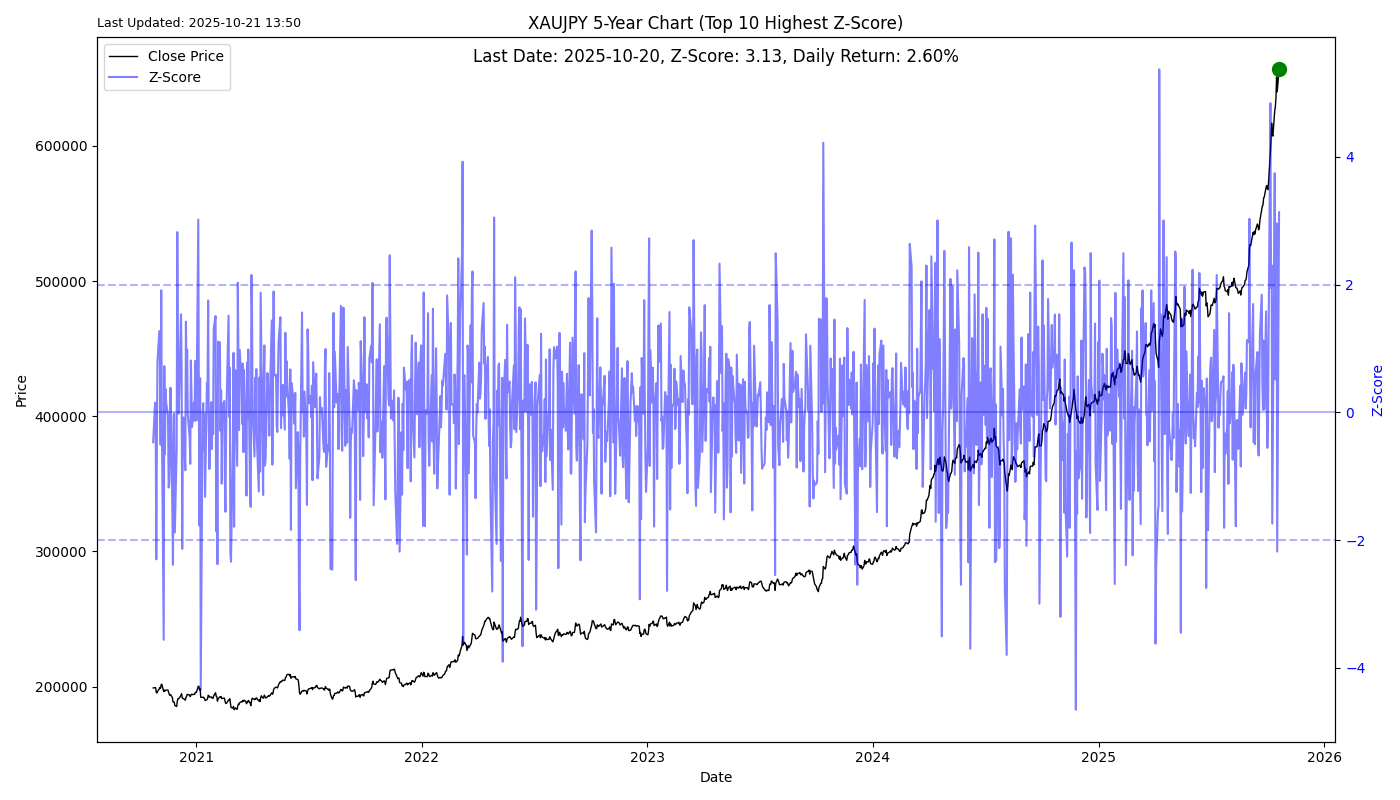 Last Updated: 2025-10-21 13:50
XAUJPY 5-Year Chart (Top 10 Highest Z-Score)
Last Date: 2025-10-20, Z-Score: 3.13, Daily Return: 2.60%
Close Price
Z-Score
600000
500000
400000
300000
200000
Price
4
2
0
−2
−4
Z-Score
2021
2022
2023
2024
2025
2026
Date